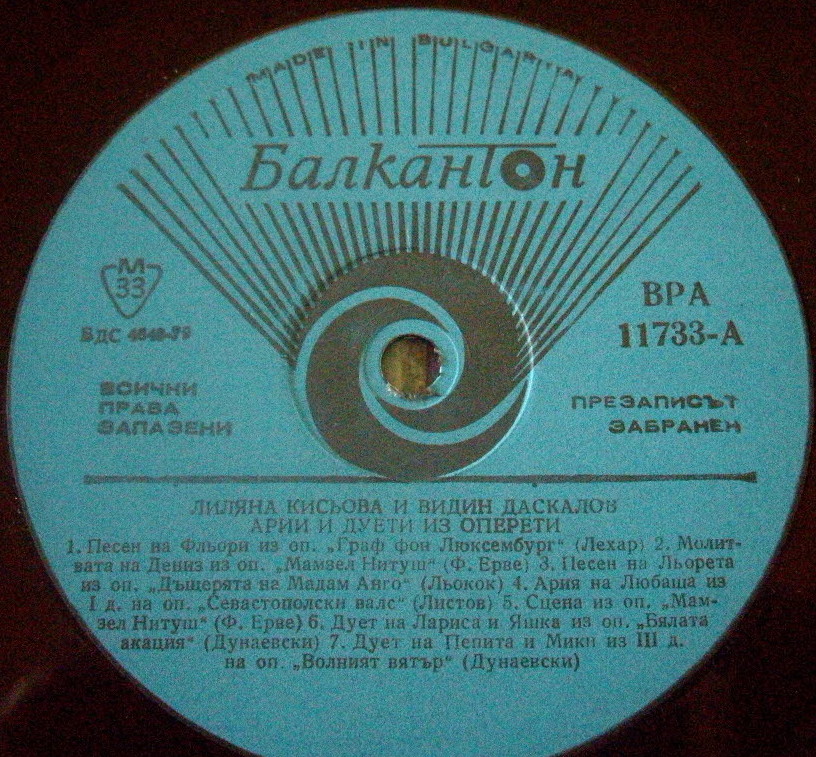 MADE IN BULGARIA
Балкантон
М
33
БДС 4848-79
ВРА
11733-А
ВСИЧНИ
ПРАВА
ЗАПАЗЕНИ
ПРЕЗАПИСЪТ
ЗАБРАНЕН
ЛИЛЯНА КИСЬОВА И ВИДИН ДАСКАЛОВ
АРИИ И ДУЕТИ ИЗ ОПЕРЕТИ
1. Песен на Фльори из оп. „Граф фон Люксембург“ (Лехар) 2. Молит-
вата на Дениз из оп. „Мамзел Нитуш“ (Ф. Ерве) 3. Песен на Льорета
из оп. „Дъщерята на Мадам Анго“ (Льокок) 4. Ария на Любаша из
I д. на оп. „Севастополски валс“ (Листов) 5. Сцена из оп. „Мам-
зел Нитуш“ (Ф. Ерве) 6. Дует на Лариса и Яшка из оп. „Бялата
акация“ (Дунаевски) 7. Дует на Пепита и Мики из III д.
на оп. „Волният вятър“ (Дунаевски)